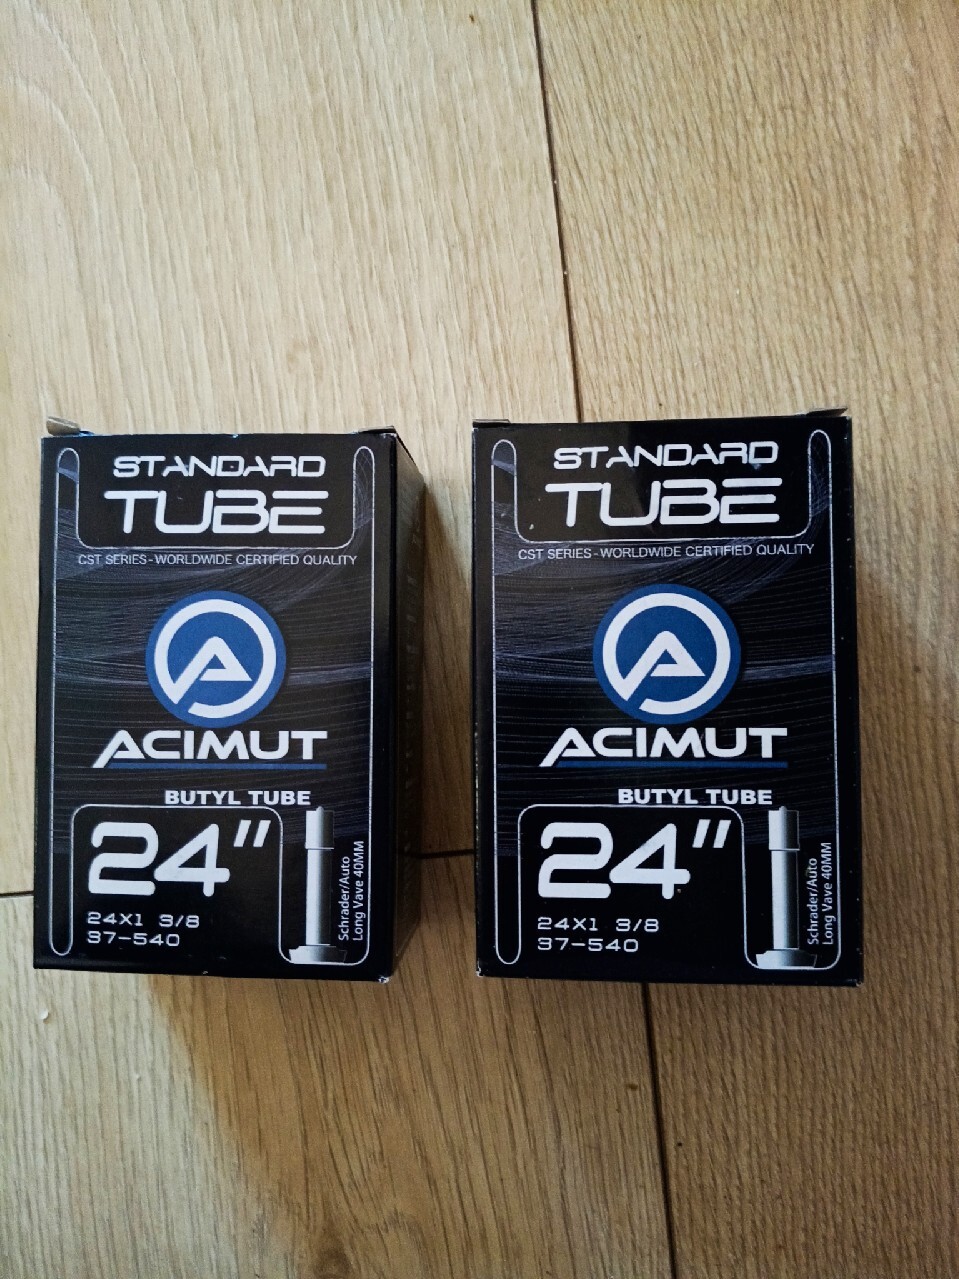 STANDARD
TUBE
CST SERIES-WORLDWIDE CERTIFIED QUALITY
ACIMUT
BUTYL TUBE
24"
24X1 3/8
37-540
Schrader/Auto
Long Vave 40MM
STANDARD
TUBE
CST SERIES-WORLDWIDE CERTIFIED QUALITY
ACIMUT
BUTYL TUBE
24"
24X1 3/8
37-540
Schrader/Auto
Long Vave 40MM